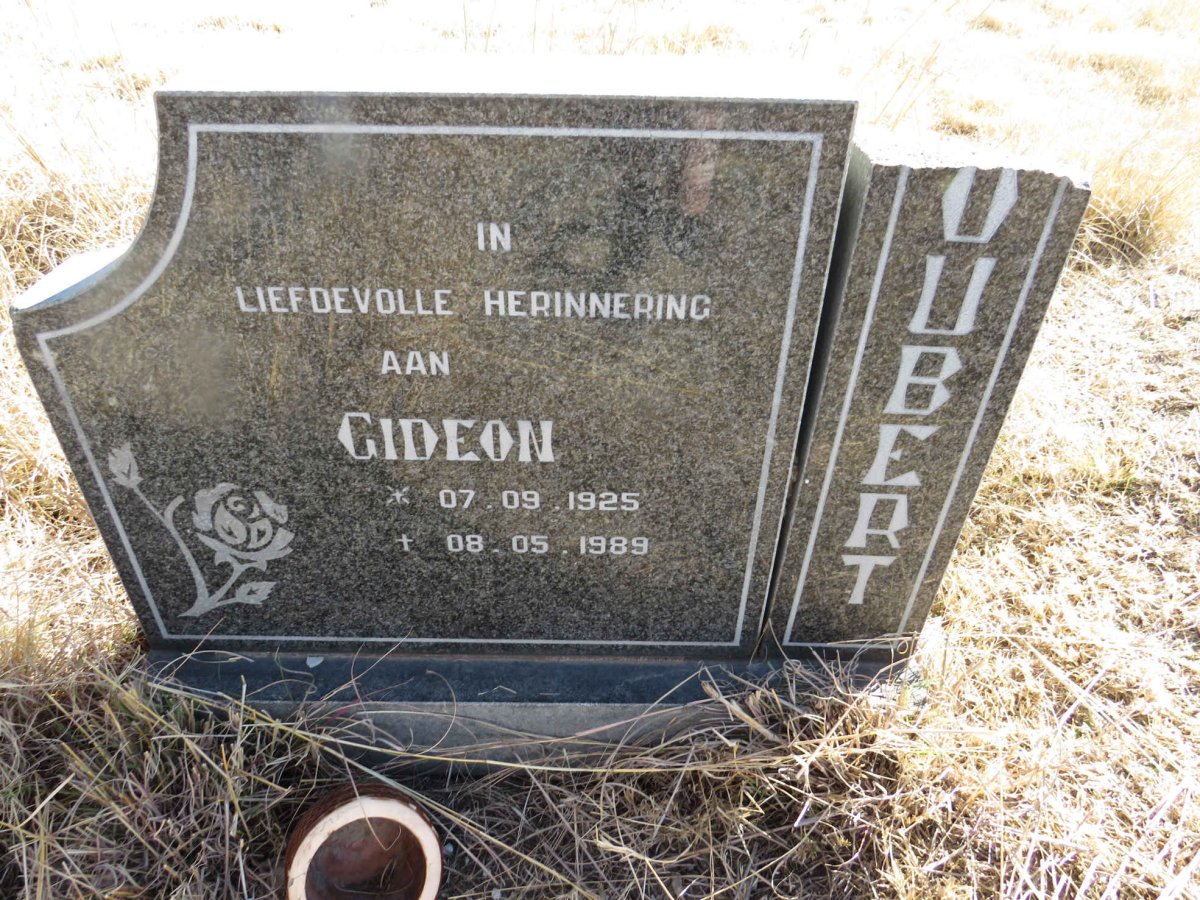 IN
LIEFDEVOLLE HERINNERING
AAN
GIDEON
* 07.09.1925
† 08.05.1989
OUBERT